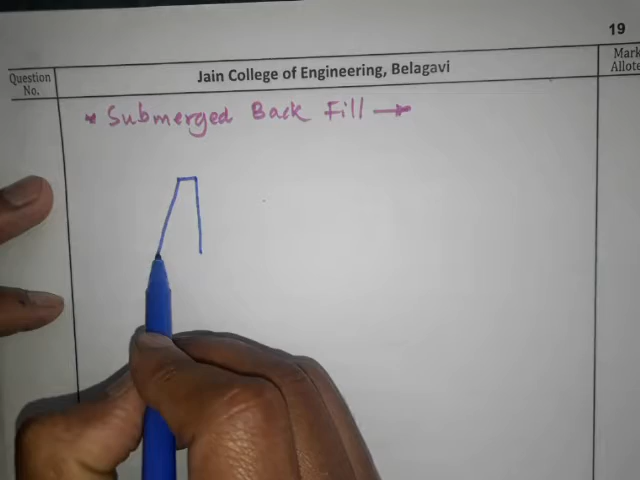 19
Question No.
Jain College of Engineering, Belagavi
Mark
Allote
* Submerged Back Fill →